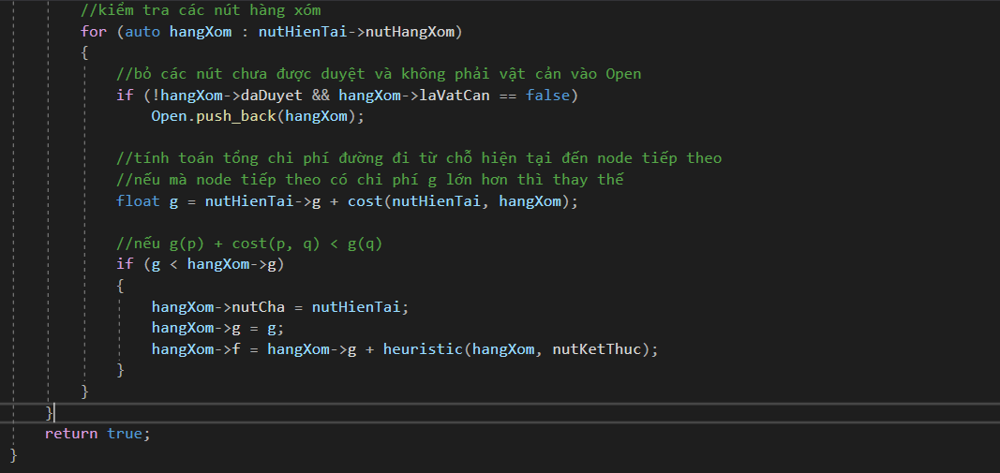 //kiểm tra các nút hàng xóm
for (auto hangXom : nutHienTai->nutHangXom)
{
//bỏ các nút chưa được duyệt và không phải vật cản vào Open
if (!hangXom->daDuyet && hangXom->laVatCan == false)
Open.push_back(hangXom);
//tính toán tổng chi phí đường đi từ chỗ hiện tại đến node tiếp theo
//nếu mà node tiếp theo có chi phí g lớn hơn thì thay thế
float g = nutHienTai->g + cost(nutHienTai, hangXom);
//nếu g(p) + cost(p, q) < g(q)
if (g < hangXom->g)
{
hangXom->nutCha = nutHienTai;
hangXom->g = g;
hangXom->f = hangXom->g + heuristic(hangXom, nutKetThuc);
}
}
}
return true;
}